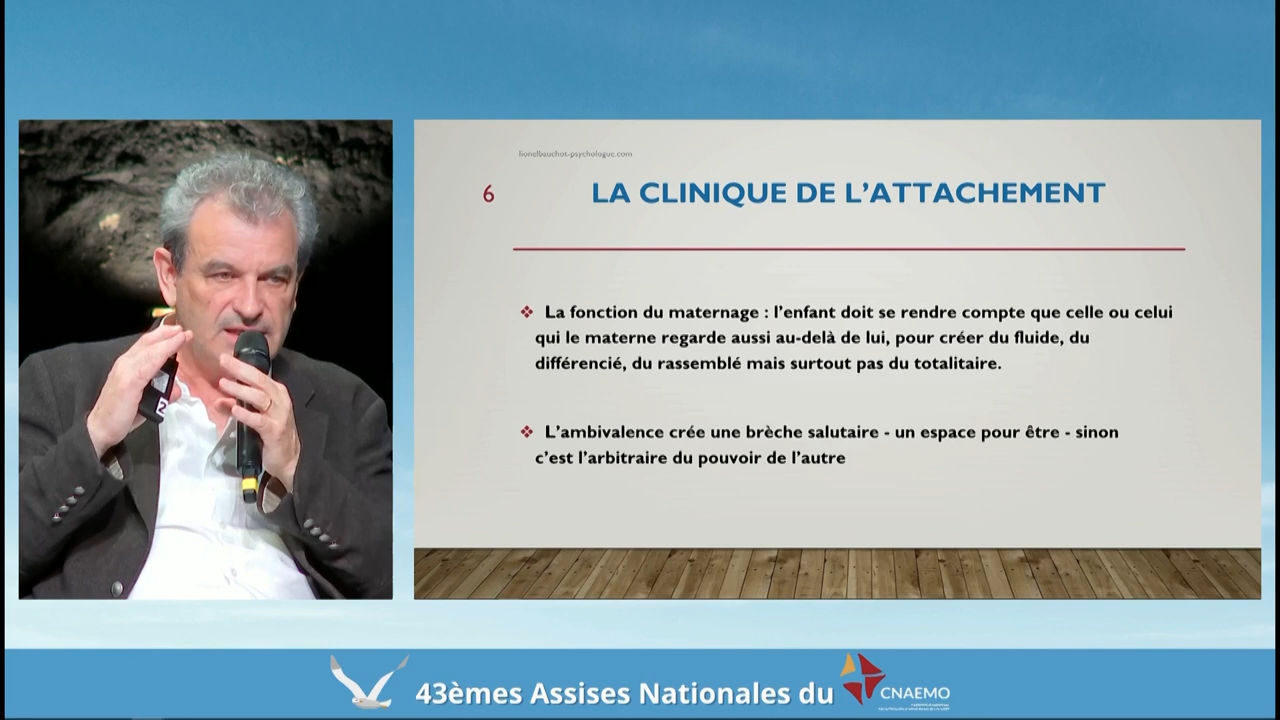 lionelbauchot-psychologue.com
6
LA CLINIQUE DE L'ATTACHEMENT
❖ La fonction du maternage : l'enfant doit se rendre compte que celle ou celui
qui le materne regarde aussi au-delà de lui, pour créer du fluide, du
différencié, du rassemblé mais surtout pas du totalitaire.
❖ L'ambivalence crée une brèche salutaire - un espace pour être - sinon
c'est l'arbitraire du pouvoir de l'autre
2
43èmes Assises Nationales du
CNAEMO